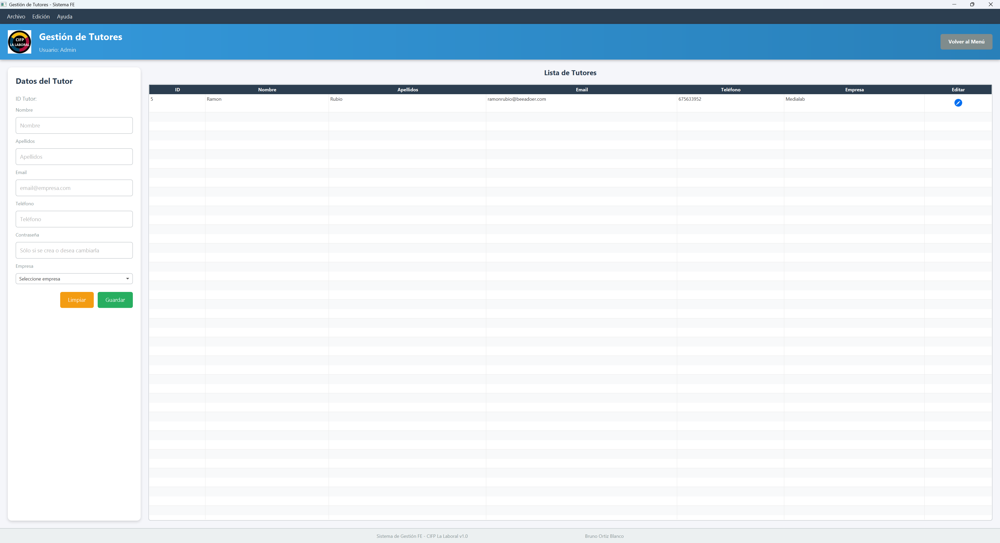 Gestión de Tutores - Sistema FE
Archivo Edición Ayuda
CIFP
LA LABORAL
Gestión de Tutores
Usuario: Admin
Volver al Menú
Datos del Tutor
ID Tutor:
Nombre
Nombre
Apellidos
Apellidos
Email
email@empresa.com
Teléfono
Teléfono
Contraseña
Sólo si se crea o desea cambiarla
Empresa
Seleccione empresa
Limpiar Guardar
Lista de Tutores
ID Nombre Apellidos Email Teléfono Empresa Editar
5 Ramon Rubio ramonrubio@beeadoer.com 675633952 Medialab
Sistema de Gestión FE - CIFP La Laboral v1.0 Bruno Ortiz Blanco